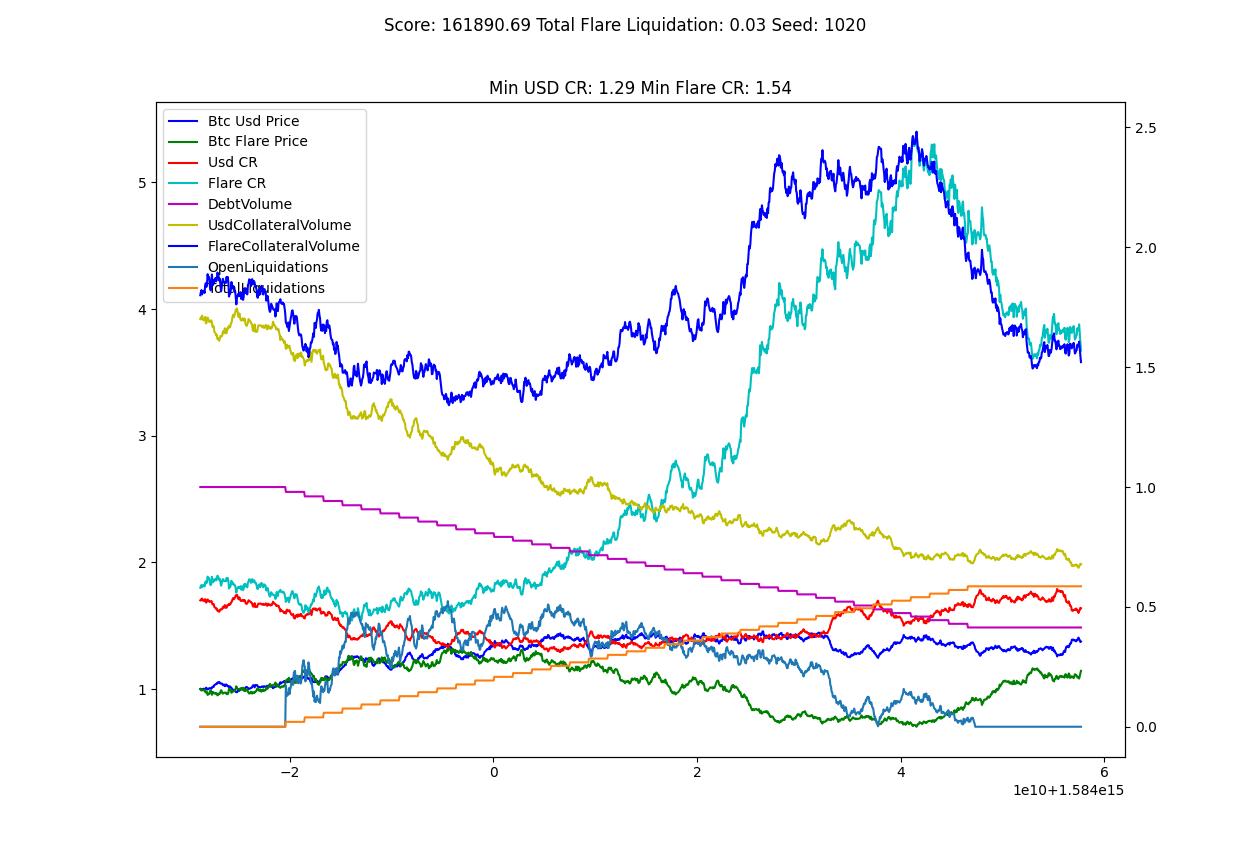 Score: 161890.69 Total Flare Liquidation: 0.03 Seed: 1020
Min USD CR: 1.29 Min Flare CR: 1.54
Btc Usd Price
Btc Flare Price
Usd CR
Flare CR
DebtVolume
UsdCollateralVolume
FlareCollateralVolume
OpenLiquidations
TotalLiquidations
5
4
3
2
1
2.5
2.0
1.5
1.0
0.5
0.0
−2
0
2
4
6
1e10+1.584e15